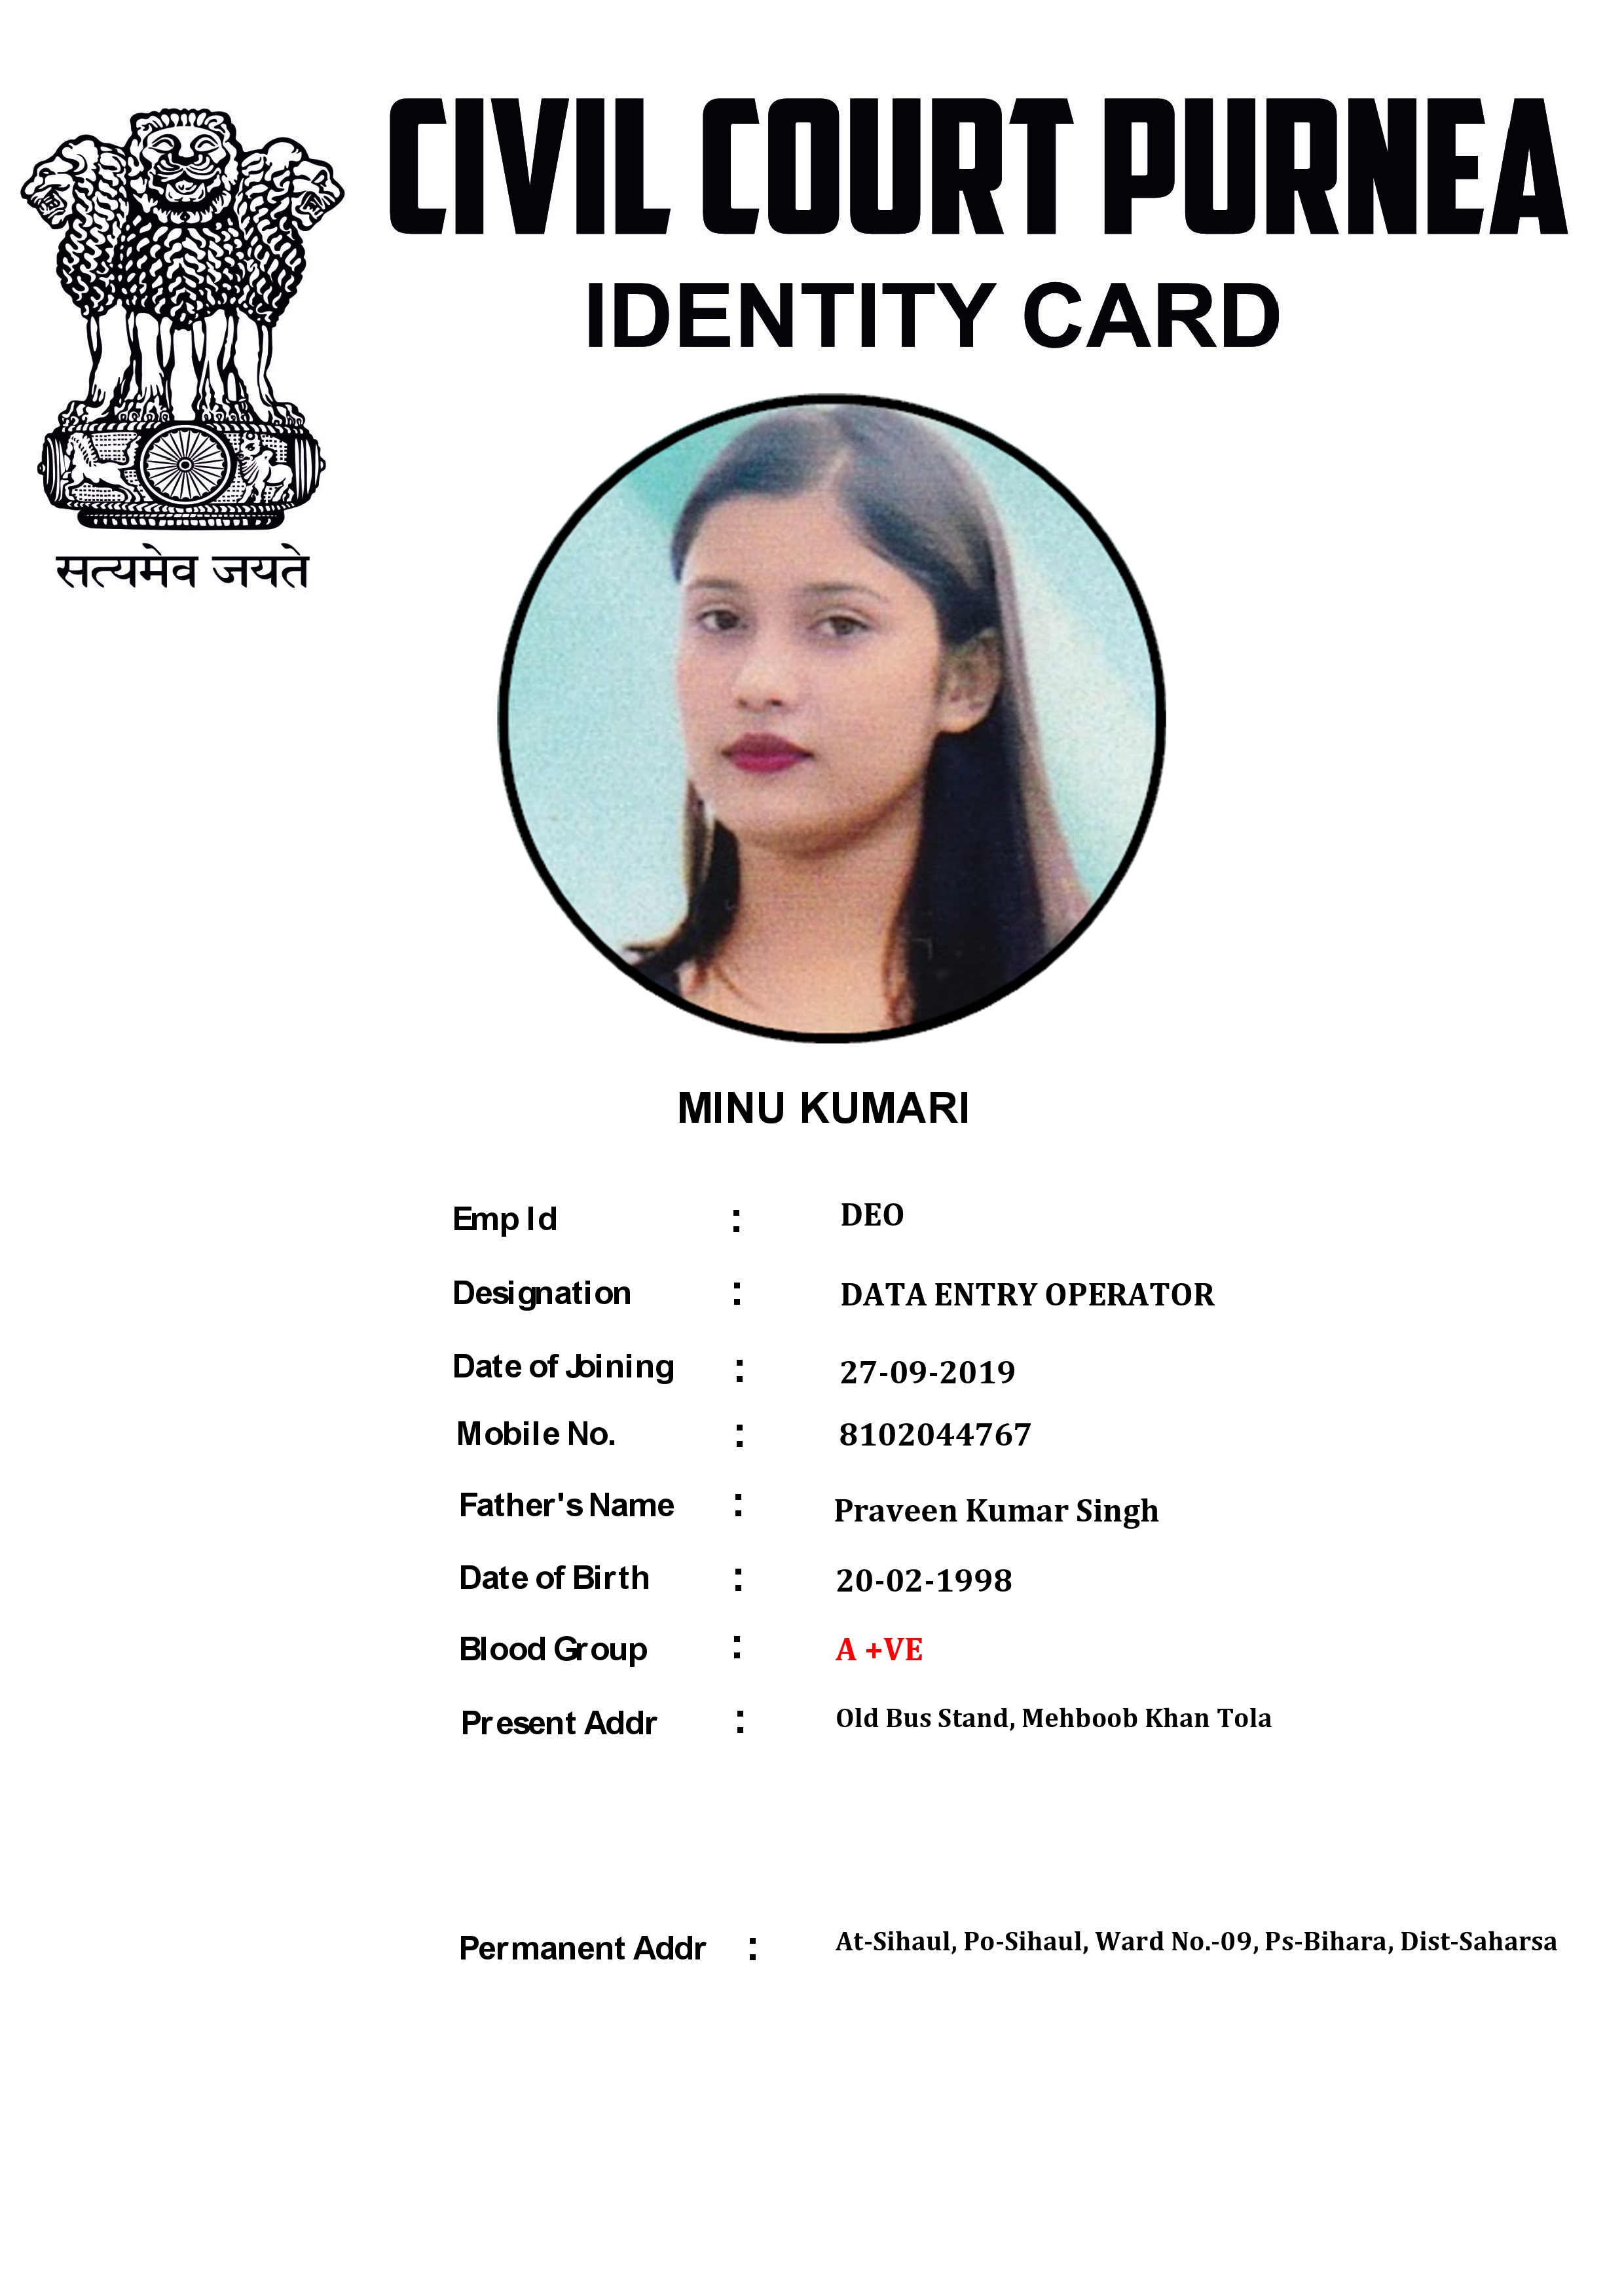 CIVIL COURT PURNEA
IDENTITY CARD
सत्यमेव जयते
MINU KUMARI
Emp Id : DEO
Designation : DATA ENTRY OPERATOR
Date of Joining : 27-09-2019
Mobile No. : 8102044767
Father's Name : Praveen Kumar Singh
Date of Birth : 20-02-1998
Blood Group : A +VE
Present Addr : Old Bus Stand, Mehboob Khan Tola
Permanent Addr : At-Sihaul, Po-Sihaul, Ward No.-09, Ps-Bihara, Dist-Saharsa